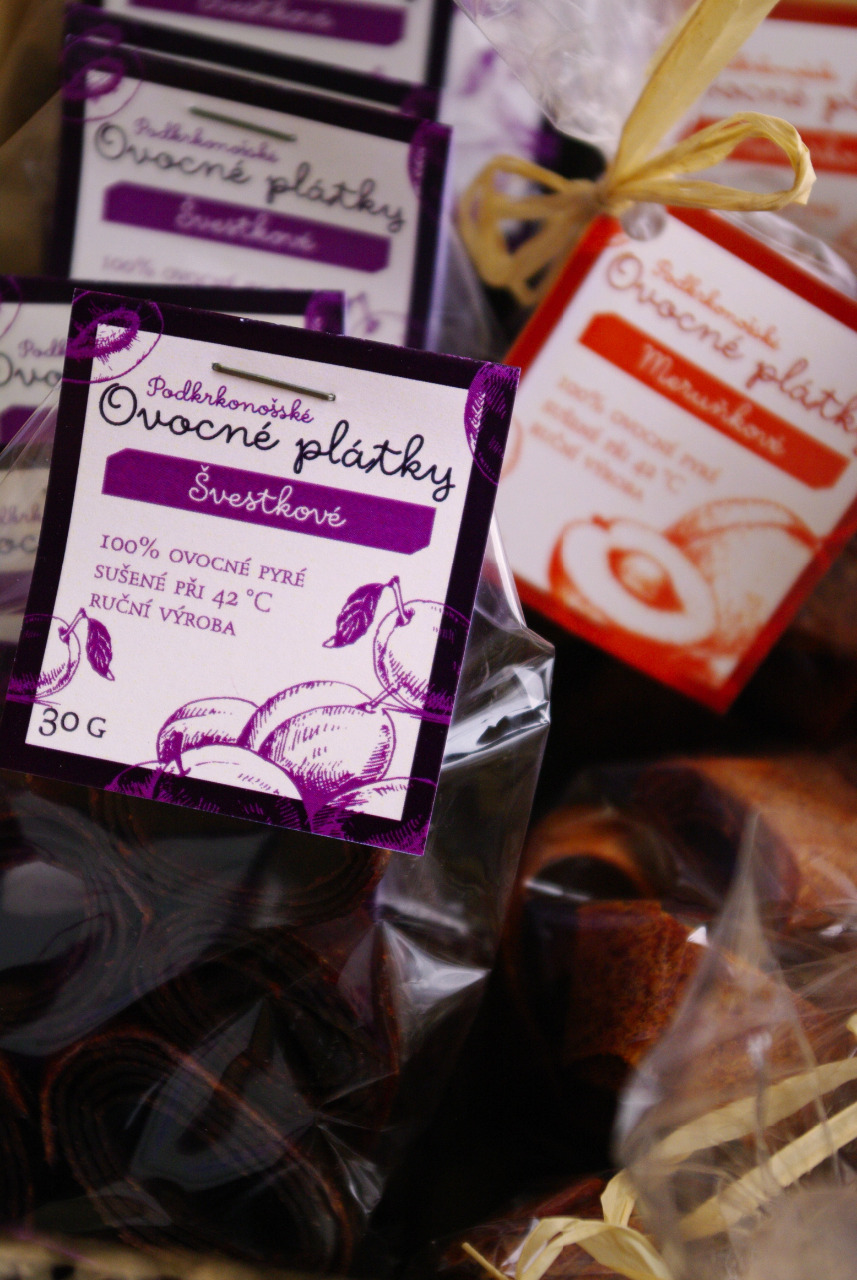 Podkrkonošské
Ovocné plátky
Švestkové
Podkrkonošské
Ovocné plátky
Meruňkové
100% OVOCNÉ PYRÉ
SUŠENÉ PŘI 42 °C
RUČNÍ VÝROBA
Podkrkonošské
Ovocné plátky
Švestkové
100% OVOCNÉ PYRÉ
SUŠENÉ PŘI 42 °C
RUČNÍ VÝROBA
30 G